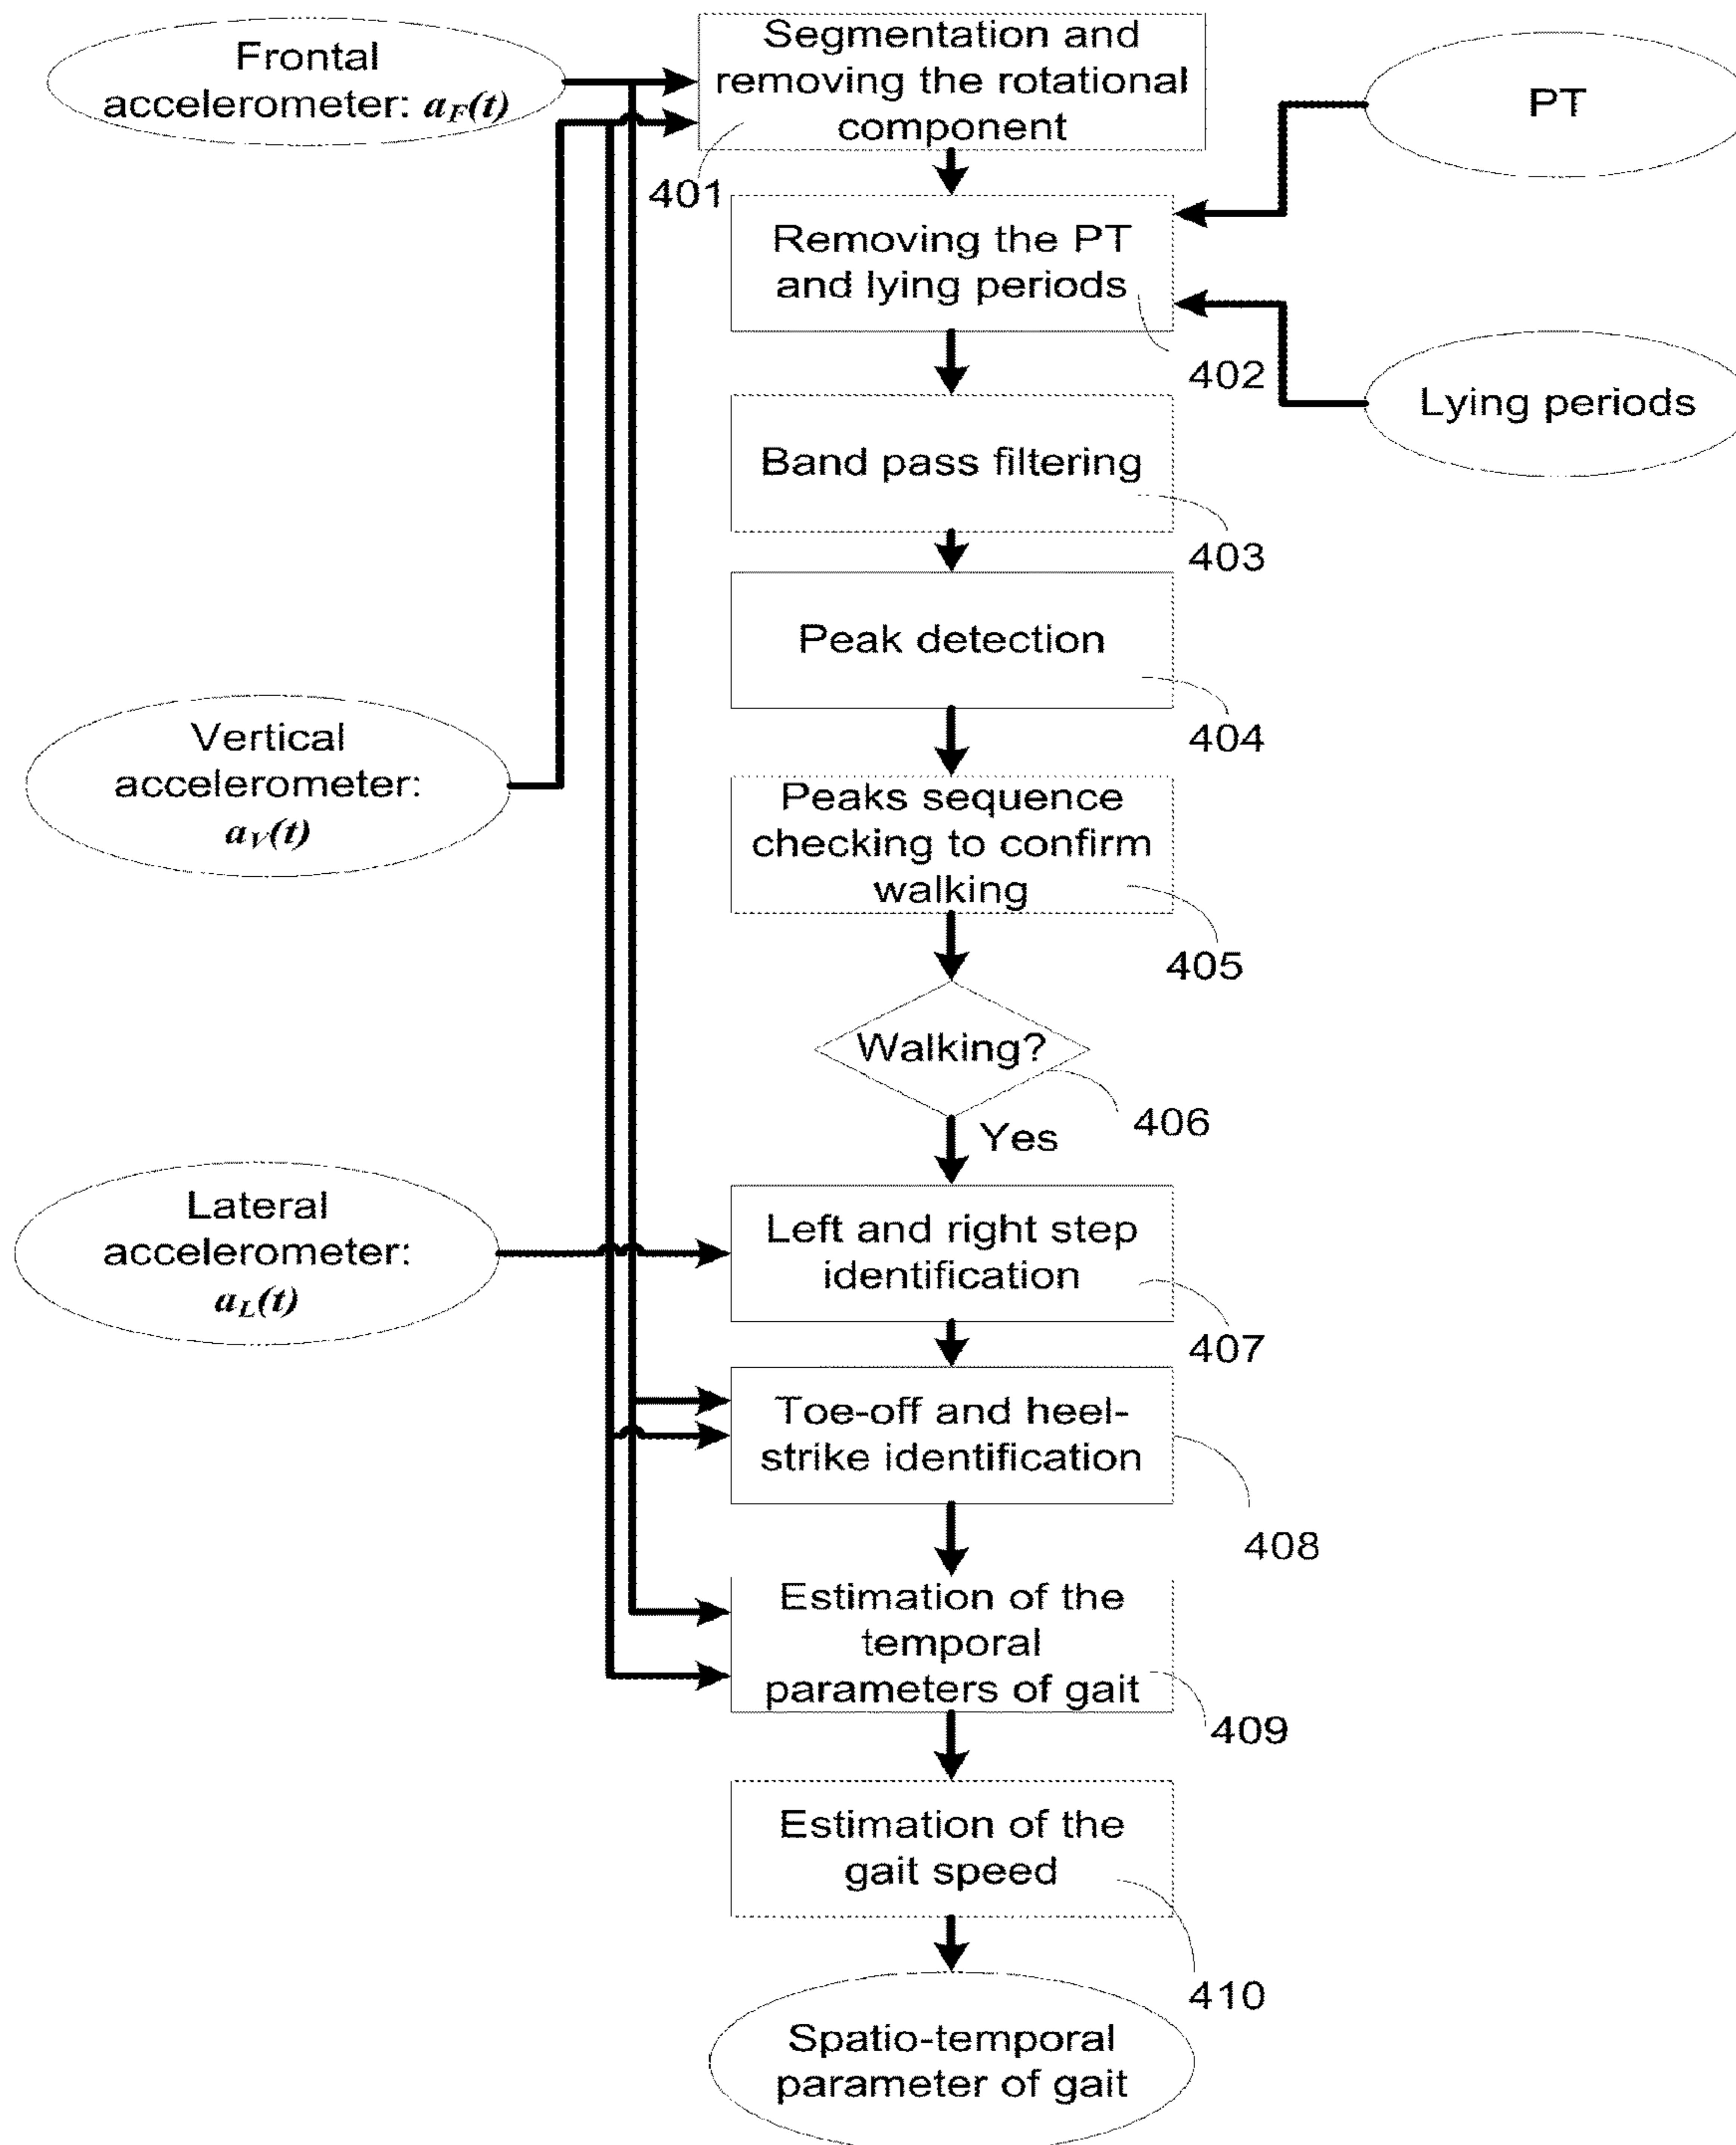 Frontal
accelerometer: a_F(t)
Segmentation and
removing the rotational
component
401
PT
Removing the PT
and lying periods
402
Lying periods
Band pass filtering
403
Peak detection
404
Vertical
accelerometer:
a_V(t)
Peaks sequence
checking to confirm
walking
405
Walking?
406
Yes
Lateral
accelerometer:
a_L(t)
Left and right step
identification
407
Toe-off and heel-
strike identification
408
Estimation of the
temporal
parameters of gait
409
Estimation of the
gait speed
410
Spatio-temporal
parameter of gait